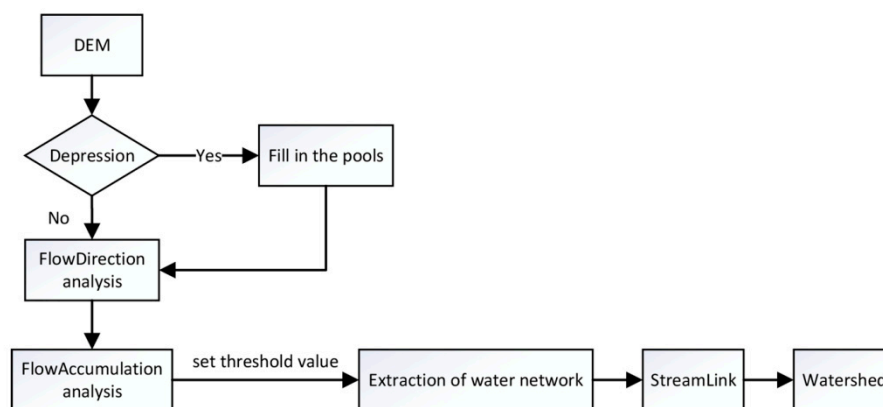 DEM
Depression
Yes
Fill in the pools
No
FlowDirection
analysis
FlowAccumulation
analysis
set threshold value
Extraction of water network
StreamLink
Watershed